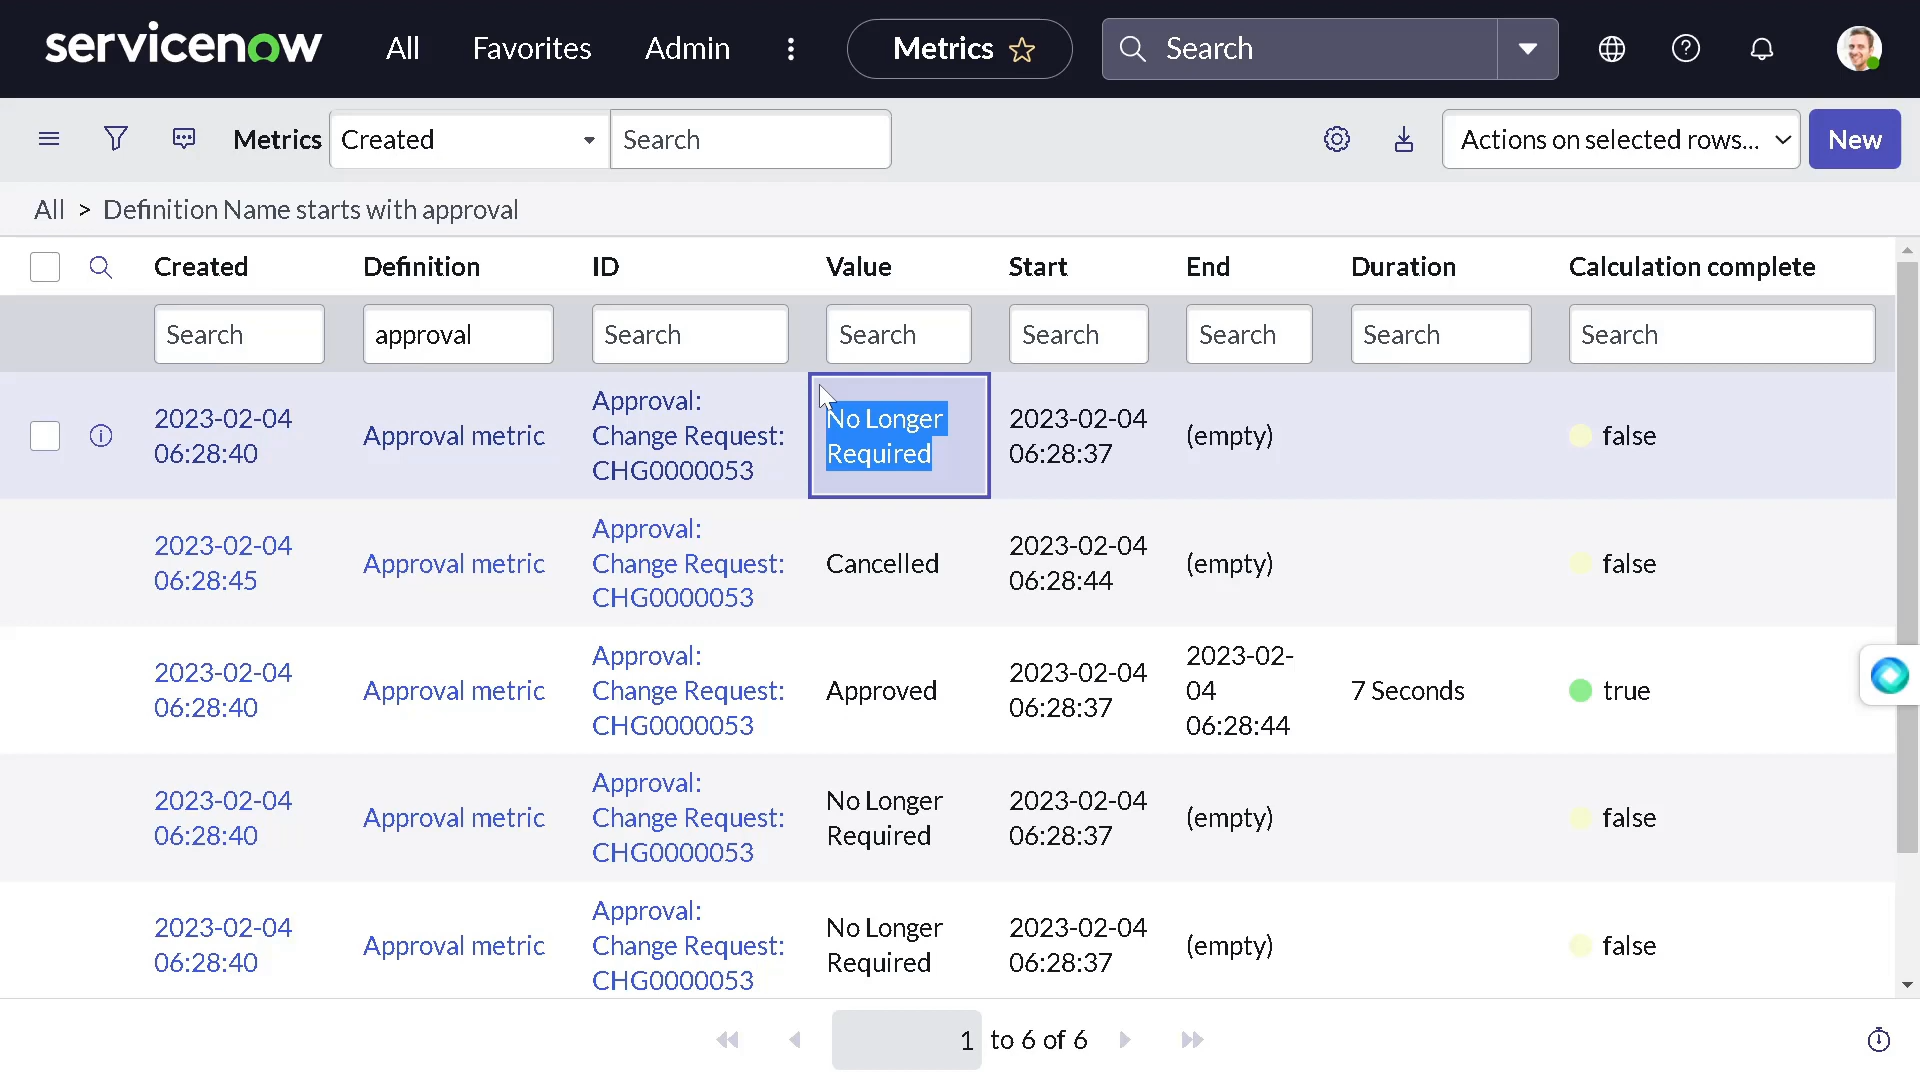 servicenow All Favorites Admin Metrics Search
Metrics Created Search Actions on selected rows... New
All > Definition Name starts with approval
Created Definition ID Value Start End Duration Calculation complete
Search approval Search Search Search Search Search Search
2023-02-04
06:28:40
Approval metric
Approval:
Change Request:
CHG0000053
No Longer
Required
2023-02-04
06:28:37
(empty)
false
2023-02-04
06:28:45
Approval metric
Approval:
Change Request:
CHG0000053
Cancelled
2023-02-04
06:28:44
(empty)
false
2023-02-04
06:28:40
Approval metric
Approval:
Change Request:
CHG0000053
Approved
2023-02-04
06:28:37
2023-02-
04
06:28:44
7 Seconds
true
2023-02-04
06:28:40
Approval metric
Approval:
Change Request:
CHG0000053
No Longer
Required
2023-02-04
06:28:37
(empty)
false
2023-02-04
06:28:40
Approval metric
Approval:
Change Request:
CHG0000053
No Longer
Required
2023-02-04
06:28:37
(empty)
false
1 to 6 of 6